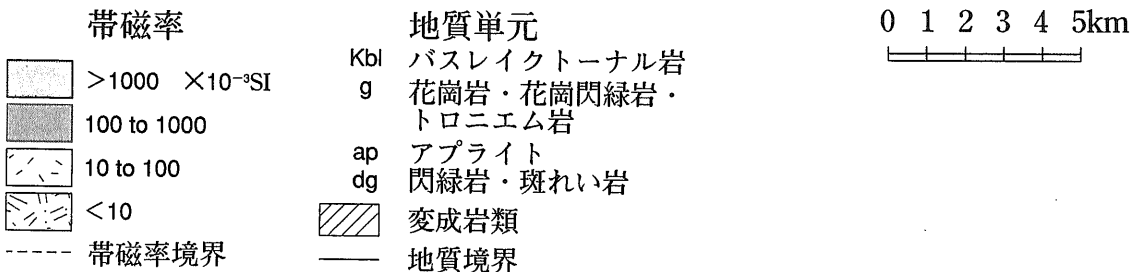 帯磁率
>1000 ×10⁻³SI
100 to 1000
10 to 100
<10
帯磁率境界
地質単元
Kbl バスレイクトーナル岩
g 花崗岩・花崗閃緑岩・
トロニエム岩
ap アプライト
dg 閃緑岩・斑れい岩
変成岩類
地質境界
0 1 2 3 4 5km